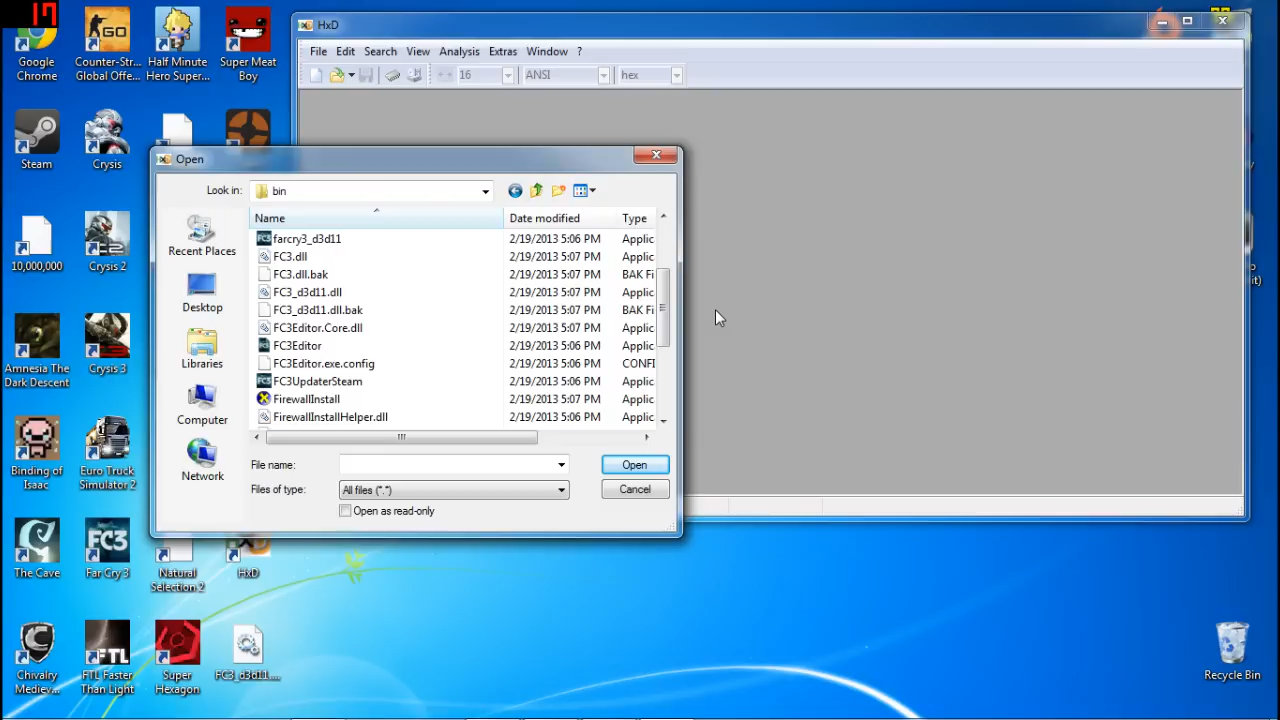 17
Google
Chrome
Counter-Str...
Global Offe...
Half Minute
Hero Super...
Super Meat
Boy
Steam
Crysis
10,000,000
Crysis 2
Amnesia The
Dark Descent
Crysis 3
Binding of
Isaac
Euro Truck
Simulator 2
The Cave
Far Cry 3
Natural
Selection 2
HxD
Chivalry
Mediev...
FTL Faster
Than Light
Super
Hexagon
FC3_d3d11....
HxD
File Edit Search View Analysis Extras Window ?
16 ANSI hex
Open
Look in: bin
Name Date modified Type
farcry3_d3d11 2/19/2013 5:06 PM Applic
FC3.dll 2/19/2013 5:07 PM Applic
FC3.dll.bak 2/19/2013 5:07 PM BAK Fi
FC3_d3d11.dll 2/19/2013 5:07 PM Applic
FC3_d3d11.dll.bak 2/19/2013 5:07 PM BAK Fi
FC3Editor.Core.dll 2/19/2013 5:07 PM Applic
FC3Editor 2/19/2013 5:06 PM Applic
FC3Editor.exe.config 2/19/2013 5:07 PM CONFI
FC3UpdaterSteam 2/19/2013 5:06 PM Applic
FirewallInstall 2/19/2013 5:07 PM Applic
FirewallInstallHelper.dll 2/19/2013 5:06 PM Applic
Recent Places
Desktop
Libraries
Computer
Network
File name:
Open
Files of type: All files (*.*)
Cancel
Open as read-only
Recycle Bin